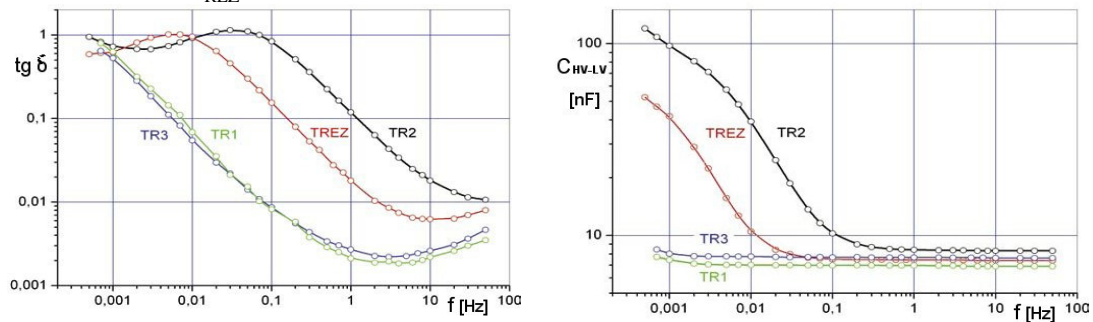 REZ
1
tg δ
0,1
0,01
0,001
TR3
TR1
TREZ
TR2
0,001
0,01
0,1
1
10
100
f [Hz]
100
C HV-LV
[nF]
10
TREZ
TR2
TR3
TR1
0,001
0,01
0,1
1
10
100
f [Hz]